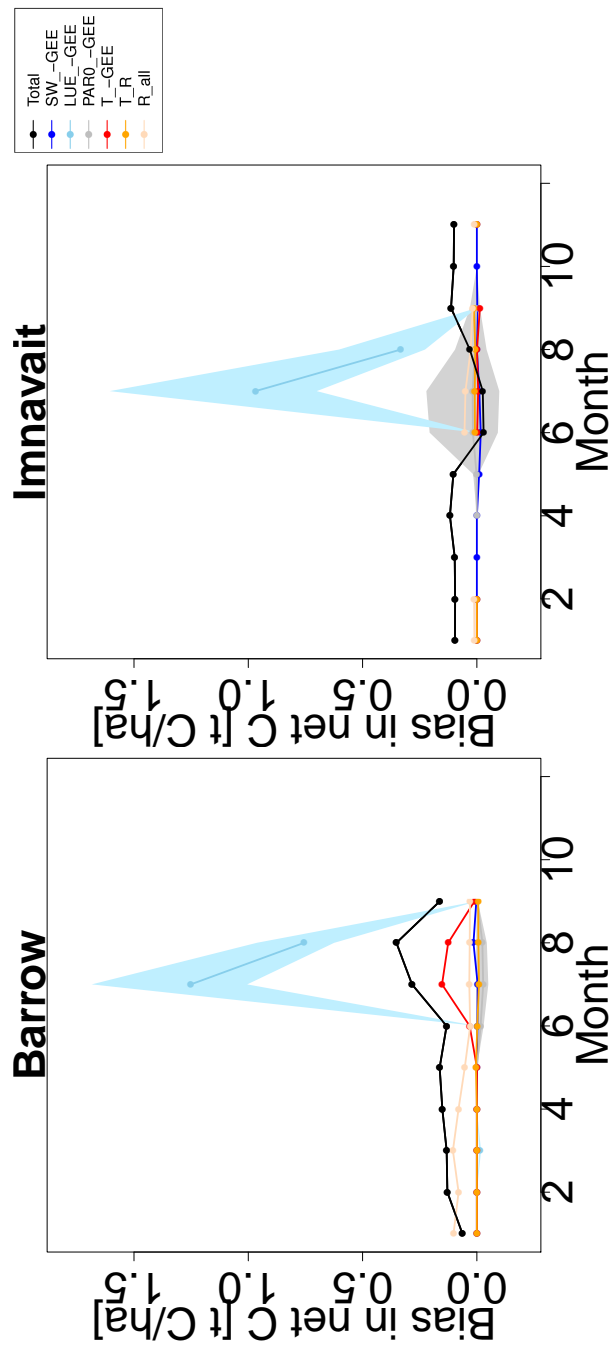 Barrow
Bias in net C [t C/ha]
0.0
0.5
1.0
1.5
2
4
6
8
10
Month
Imnavait
Bias in net C [t C/ha]
0.0
0.5
1.0
1.5
2
4
6
8
10
Month
Total
SW_-GEE
LUE_-GEE
PAR0_-GEE
T_-GEE
T_R
R_all